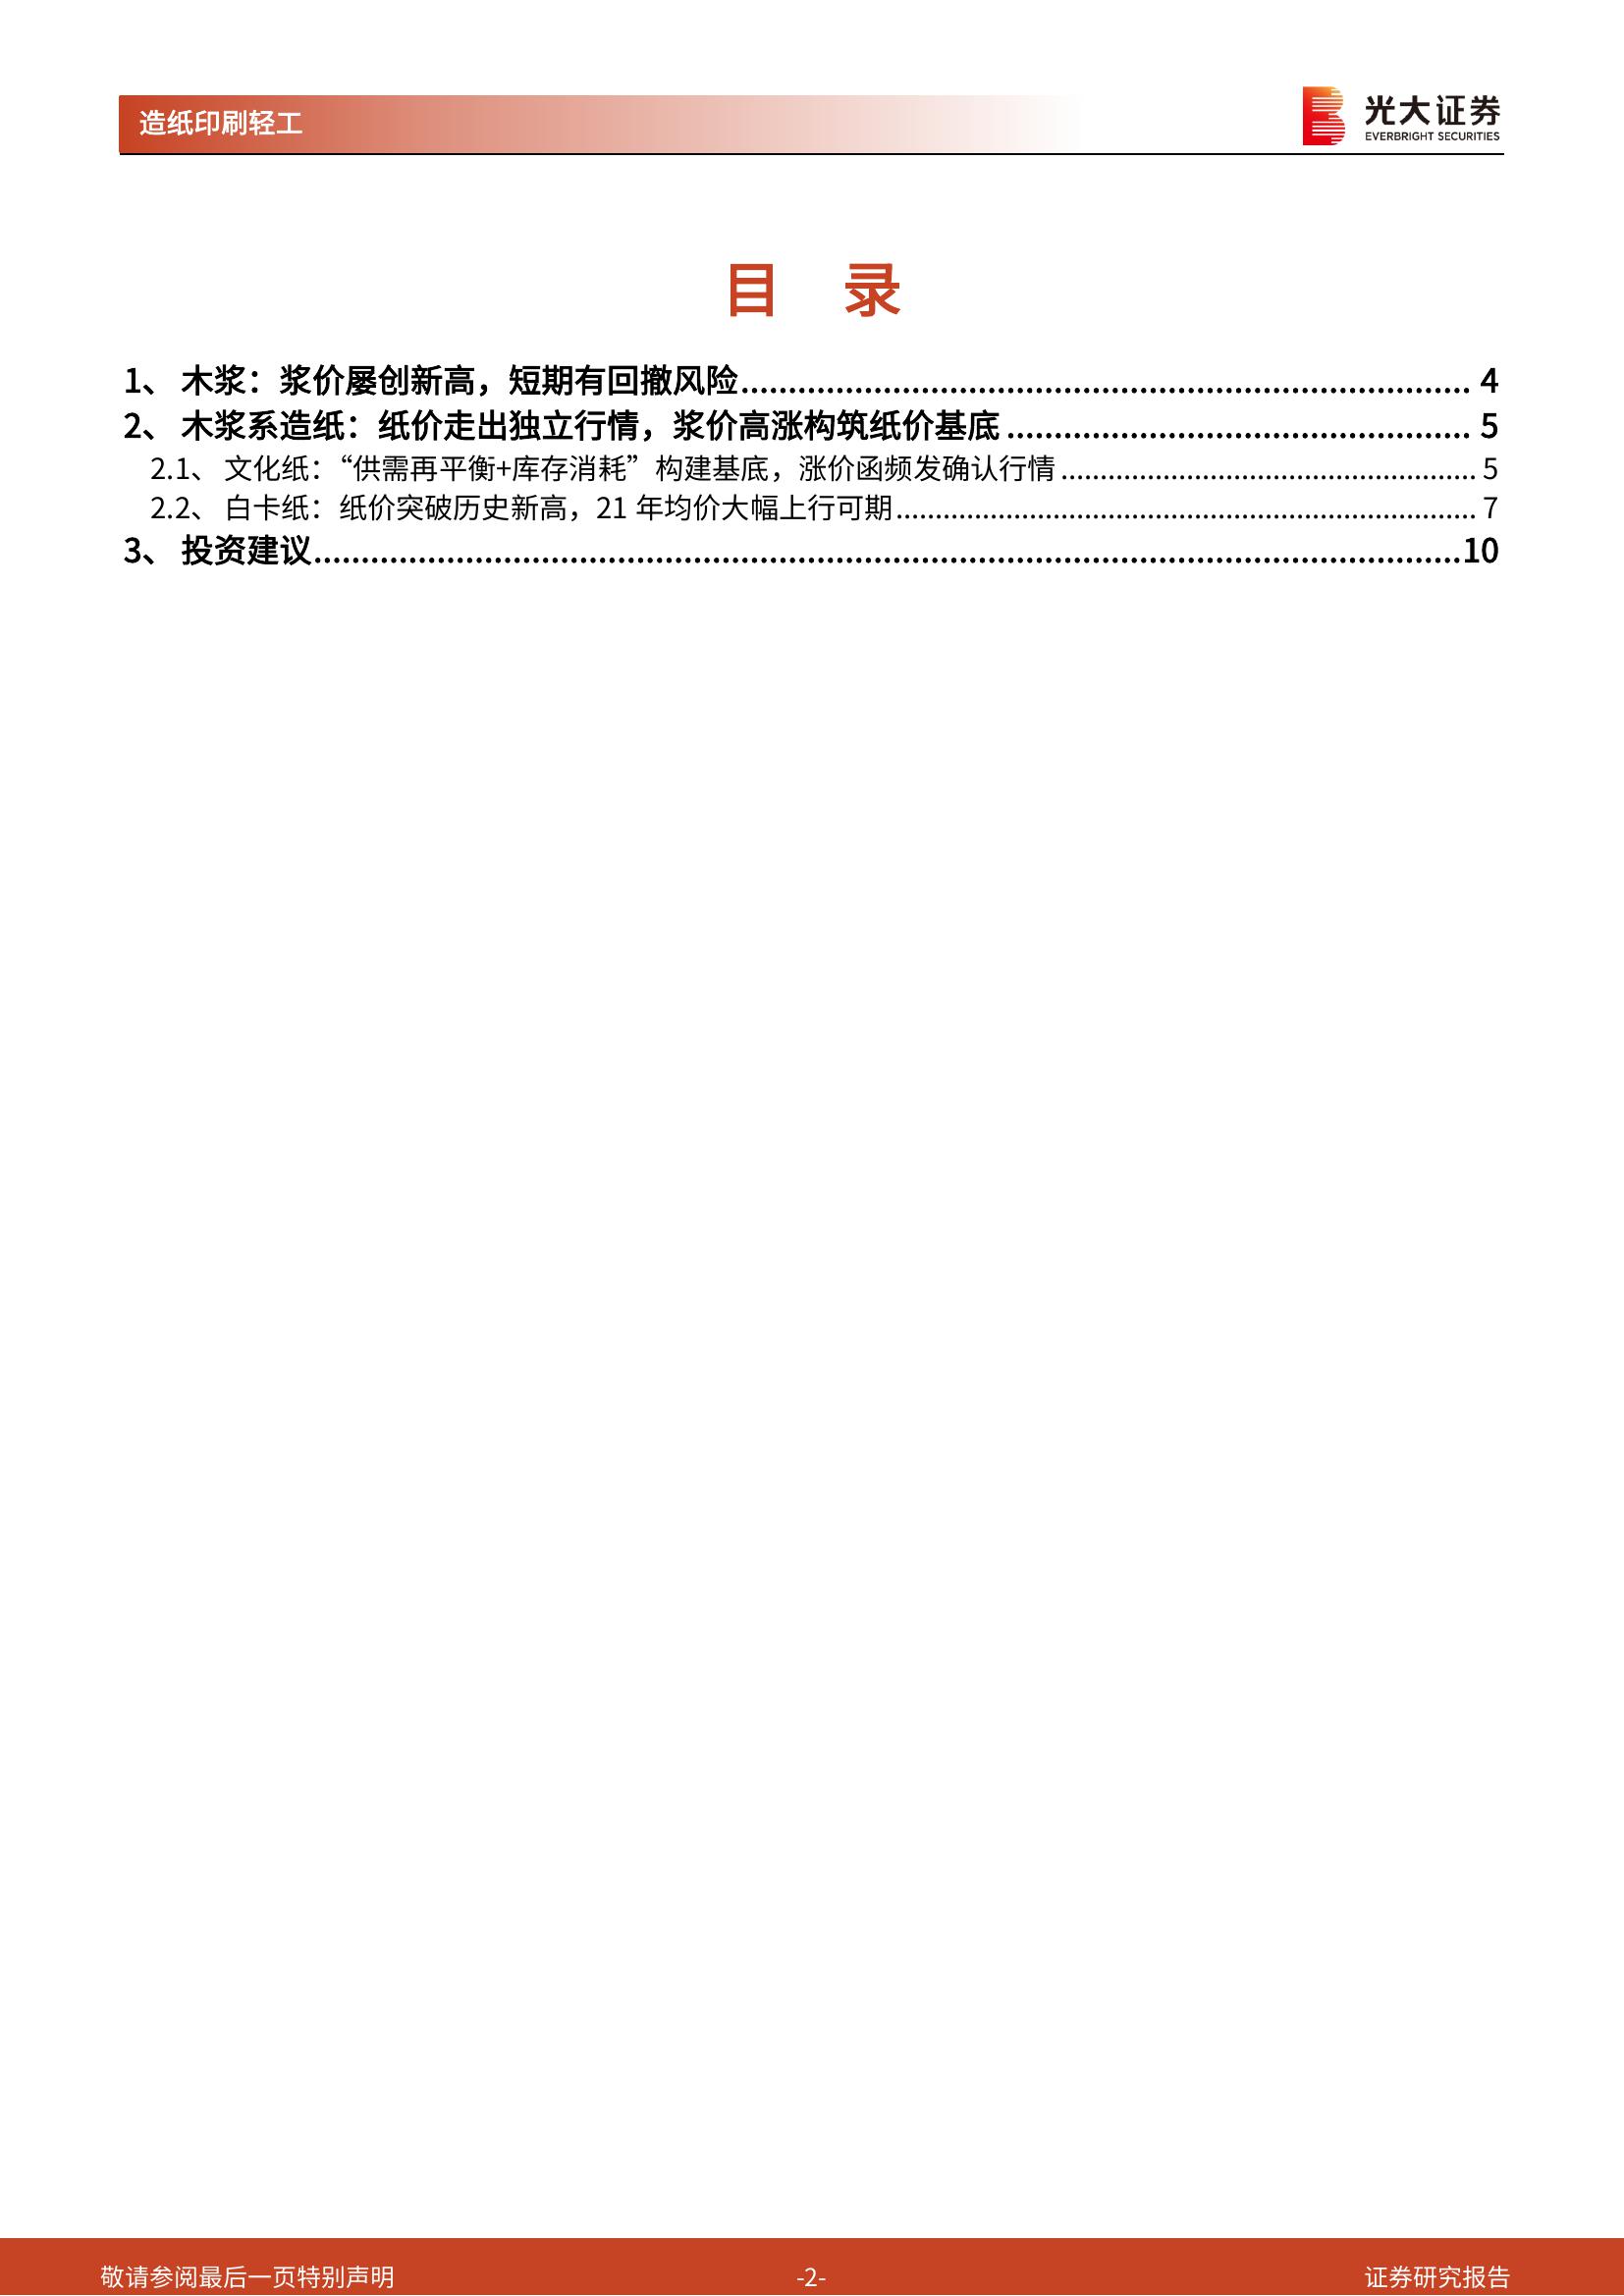 造纸印刷轻工
光大证券
EVERBRIGHT SECURITIES
目 录
1、 木浆：浆价屡创新高，短期有回撤风险........................................................................... 4
2、 木浆系造纸：纸价走出独立行情，浆价高涨构筑纸价基底 ................................................ 5
2.1、 文化纸：“供需再平衡+库存消耗”构建基底，涨价函频发确认行情 .................................................... 5
2.2、 白卡纸：纸价突破历史新高，21 年均价大幅上行可期......................................................................... 7
3、 投资建议........................................................................................................................10
敬请参阅最后一页特别声明
-2-
证券研究报告